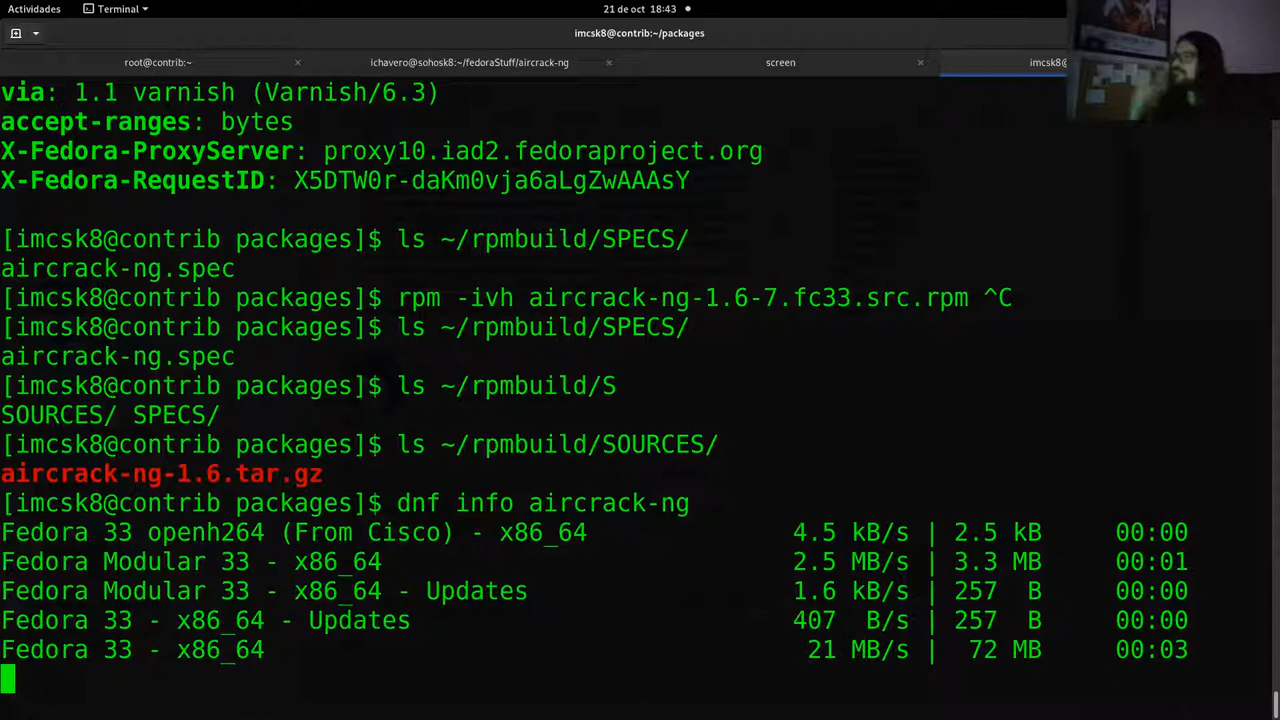 Actividades
Terminal
21 de oct 18:43
imcsk8@contrib:~/packages
root@contrib:~
ichavero@sohosk8:~/fedoraStuff/aircrack-ng
screen
imcsk8@
via: 1.1 varnish (Varnish/6.3)
accept-ranges: bytes
X-Fedora-ProxyServer: proxy10.iad2.fedoraproject.org
X-Fedora-RequestID: X5DTW0r-daKm0vja6aLgZwAAAsY
[imcsk8@contrib packages]$ ls ~/rpmbuild/SPECS/
aircrack-ng.spec
[imcsk8@contrib packages]$ rpm -ivh aircrack-ng-1.6-7.fc33.src.rpm ^C
[imcsk8@contrib packages]$ ls ~/rpmbuild/SPECS/
aircrack-ng.spec
[imcsk8@contrib packages]$ ls ~/rpmbuild/S
SOURCES/ SPECS/
[imcsk8@contrib packages]$ ls ~/rpmbuild/SOURCES/
aircrack-ng-1.6.tar.gz
[imcsk8@contrib packages]$ dnf info aircrack-ng
Fedora 33 openh264 (From Cisco) - x86_64 4.5 kB/s | 2.5 kB 00:00
Fedora Modular 33 - x86_64 2.5 MB/s | 3.3 MB 00:01
Fedora Modular 33 - x86_64 - Updates 1.6 kB/s | 257 B 00:00
Fedora 33 - x86_64 - Updates 407 B/s | 257 B 00:00
Fedora 33 - x86_64 21 MB/s | 72 MB 00:03